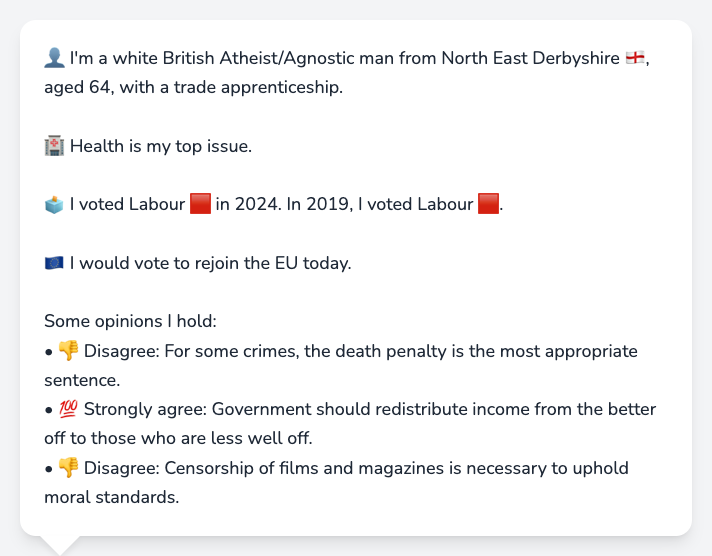 👤 I'm a white British Atheist/Agnostic man from North East Derbyshire 🏴󠁧󠁢󠁥󠁮󠁧󠁿,
aged 64, with a trade apprenticeship.
🏥 Health is my top issue.
🗳️ I voted Labour 🟥 in 2024. In 2019, I voted Labour 🟥.
🇪🇺 I would vote to rejoin the EU today.
Some opinions I hold:
• 👎 Disagree: For some crimes, the death penalty is the most appropriate
sentence.
• 💯 Strongly agree: Government should redistribute income from the better
off to those who are less well off.
• 👎 Disagree: Censorship of films and magazines is necessary to uphold
moral standards.